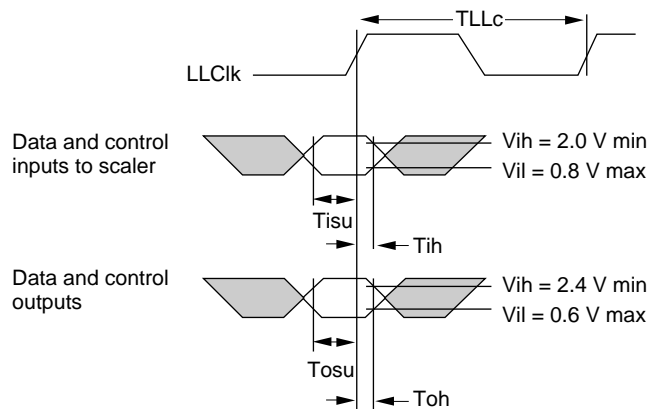 TLLc
LLClk
Data and control
inputs to scaler
Vih = 2.0 V min
Vil = 0.8 V max
Tisu
Tih
Data and control
outputs
Vih = 2.4 V min
Vil = 0.6 V max
Tosu
Toh